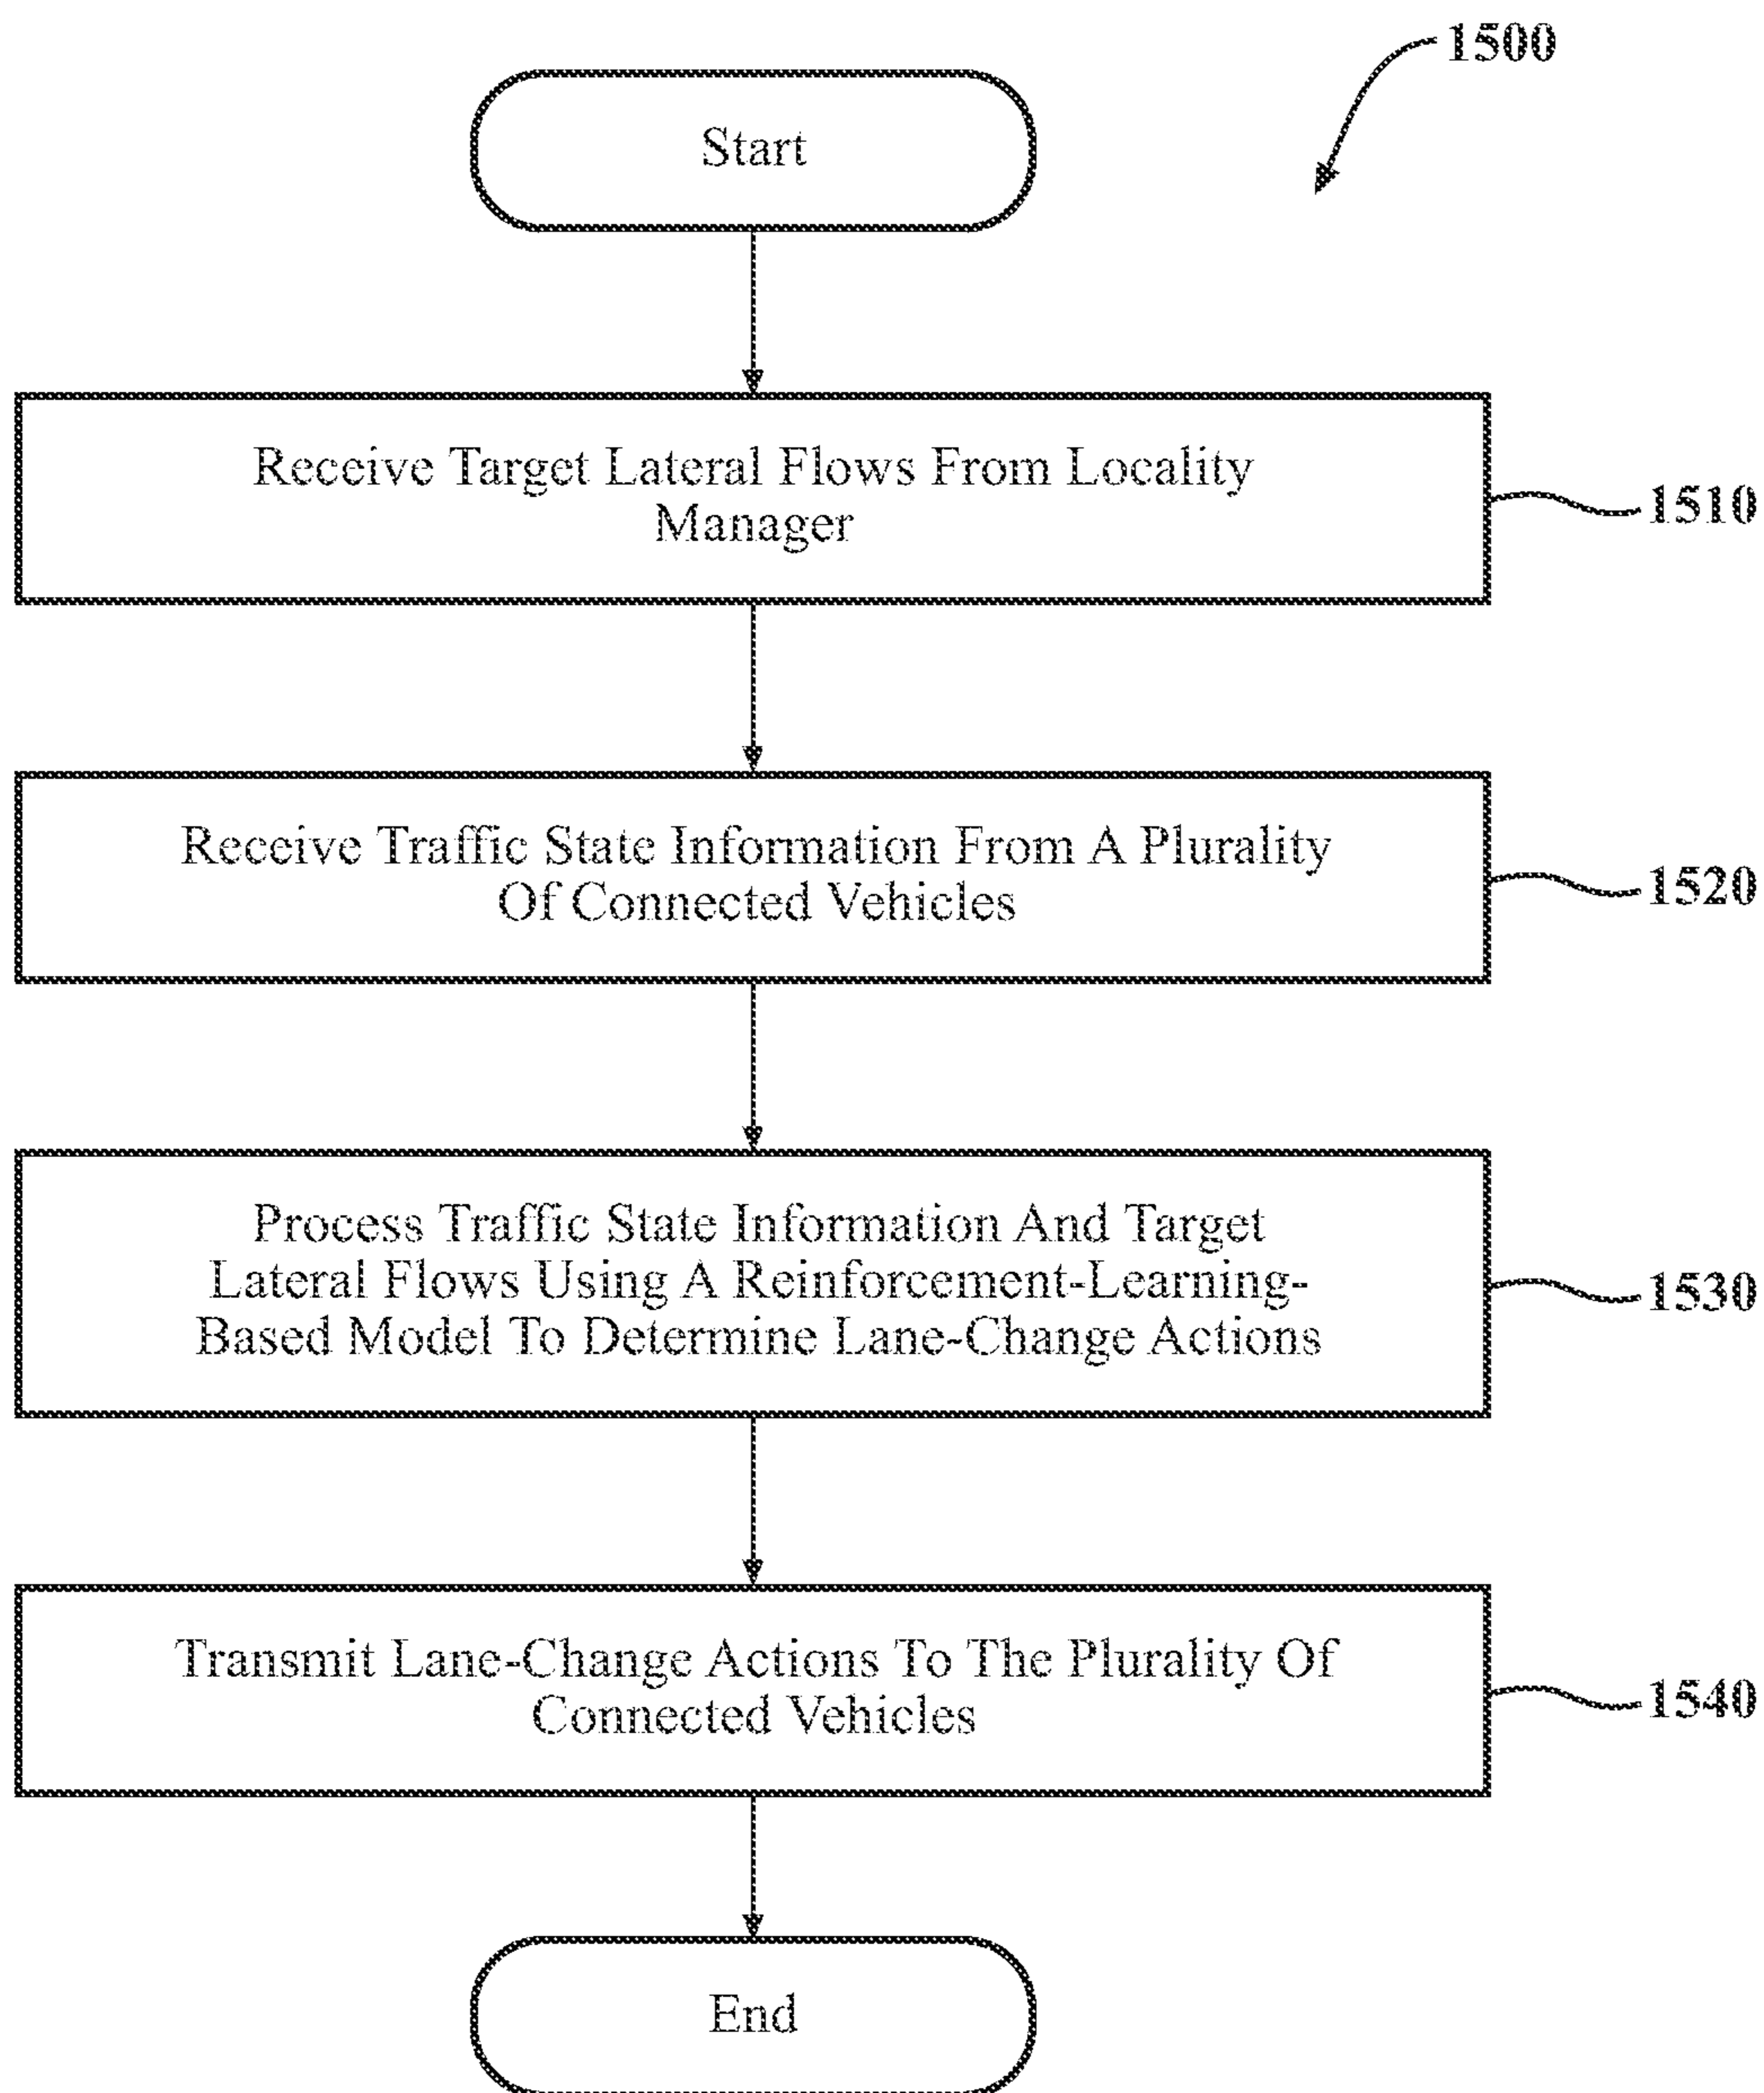 1500
Start
Receive Target Lateral Flows From Locality
Manager
1510
Receive Traffic State Information From A Plurality
Of Connected Vehicles
1520
Process Traffic State Information And Target
Lateral Flows Using A Reinforcement-Learning-
Based Model To Determine Lane-Change Actions
1530
Transmit Lane-Change Actions To The Plurality Of
Connected Vehicles
1540
End